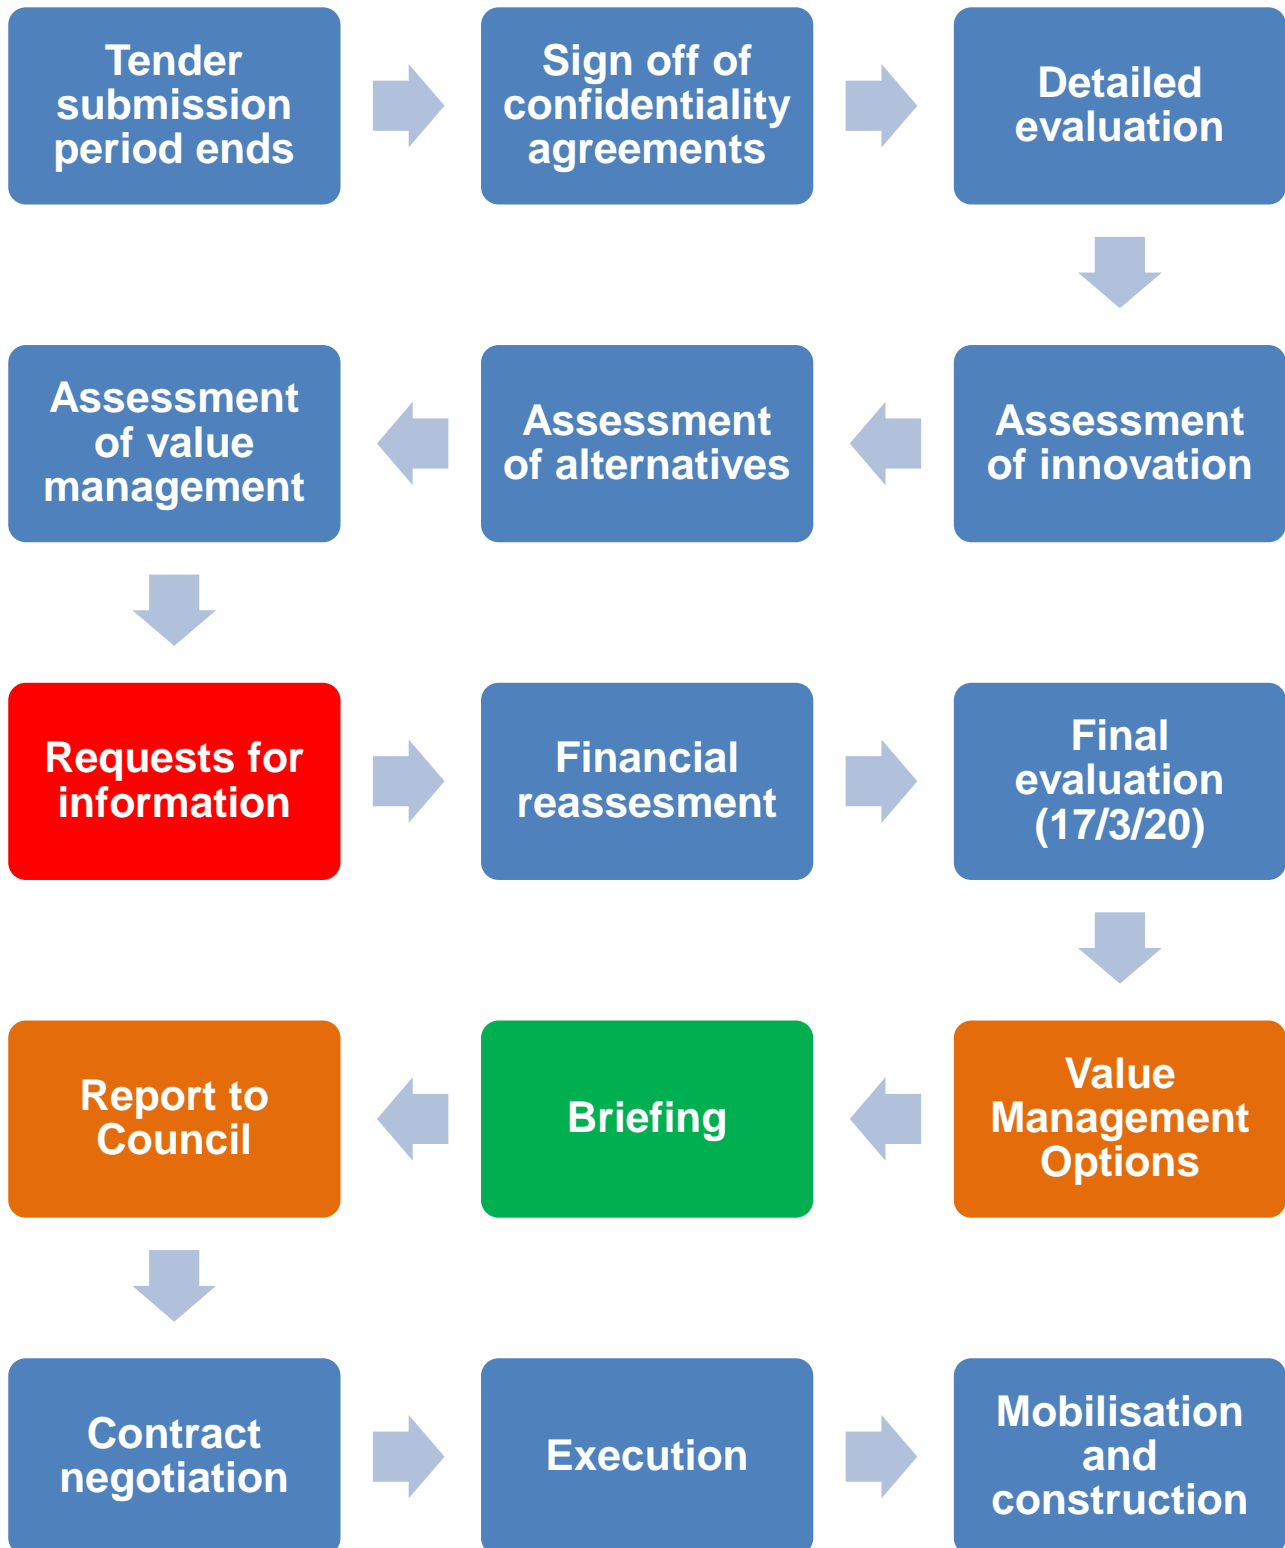 Tender
submission
period ends
Sign off of
confidentiality
agreements
Detailed
evaluation
Assessment
of innovation
Assessment
of alternatives
Assessment
of value
management
Requests for
information
Financial
reassesment
Final
evaluation
(17/3/20)
Value
Management
Options
Briefing
Report to
Council
Contract
negotiation
Execution
Mobilisation
and
construction